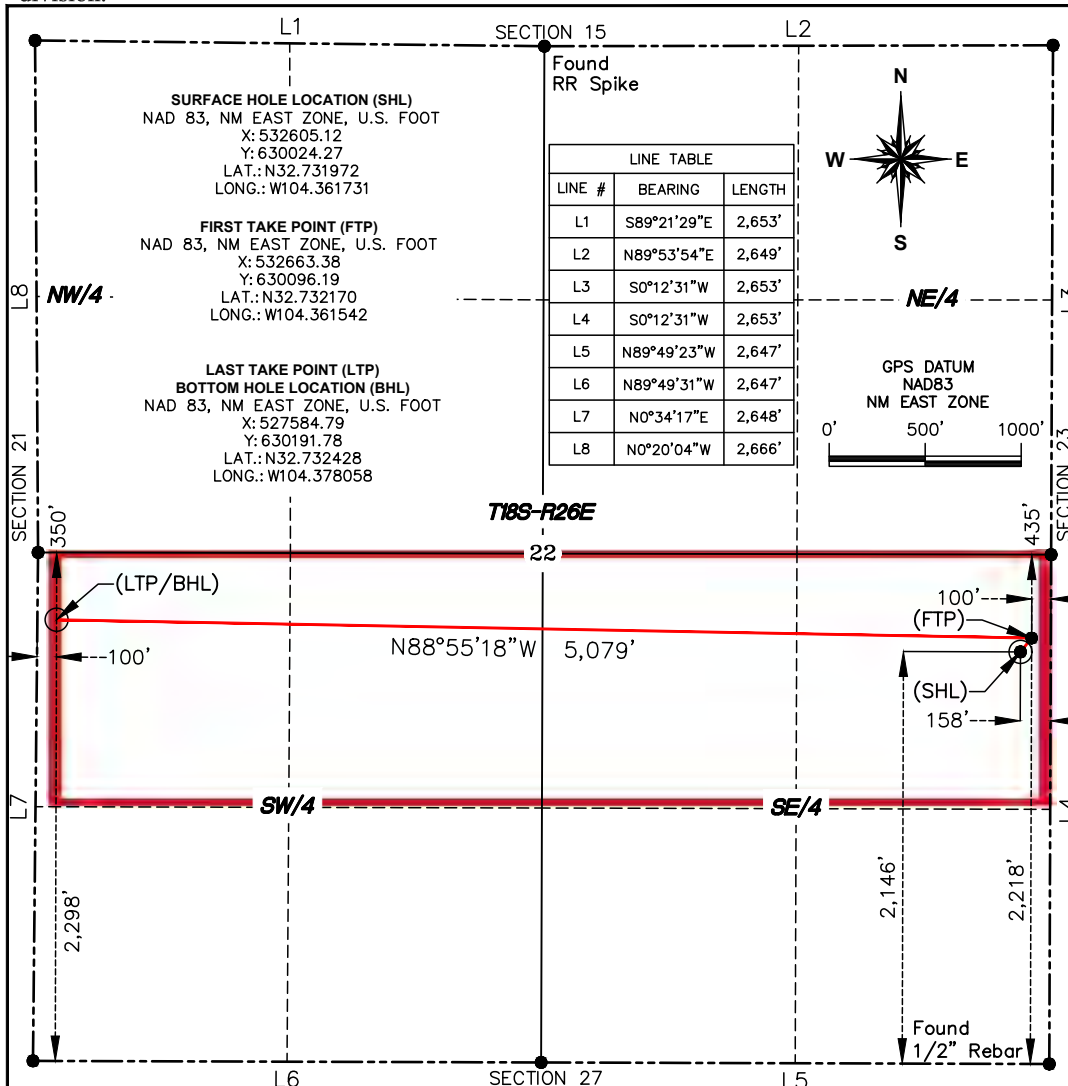 division.
L1
SECTION 15
L2
Found
RR Spike
SURFACE HOLE LOCATION (SHL)
NAD 83, NM EAST ZONE, U.S. FOOT
X: 532605.12
Y: 630024.27
LAT.: N32.731972
LONG.: W104.361731
FIRST TAKE POINT (FTP)
NAD 83, NM EAST ZONE, U.S. FOOT
X: 532663.38
Y: 630096.19
LAT.: N32.732170
LONG.: W104.361542
LAST TAKE POINT (LTP)
BOTTOM HOLE LOCATION (BHL)
NAD 83, NM EAST ZONE, U.S. FOOT
X: 527584.79
Y: 630191.78
LAT.: N32.732428
LONG.: W104.378058
LINE TABLE
LINE # BEARING LENGTH
L1 S89°21'29"E 2,653'
L2 N89°53'54"E 2,649'
L3 S0°12'31"W 2,653'
L4 S0°12'31"W 2,653'
L5 N89°49'23"W 2,647'
L6 N89°49'31"W 2,647'
L7 N0°34'17"E 2,648'
L8 N0°20'04"W 2,666'
N
W E
S
L8
NW/4
NE/4
L3
GPS DATUM
NAD83
NM EAST ZONE
0' 500' 1000'
SECTION 21
SECTION 23
T18S-R26E
350'
22
435'
(LTP/BHL)
100'
(FTP)
100'
N88°55'18"W 5,079'
(SHL)
158'
L7
SW/4
SE/4
L4
2,298'
2,146'
2,218'
Found
1/2" Rebar
L6
SECTION 27
L5